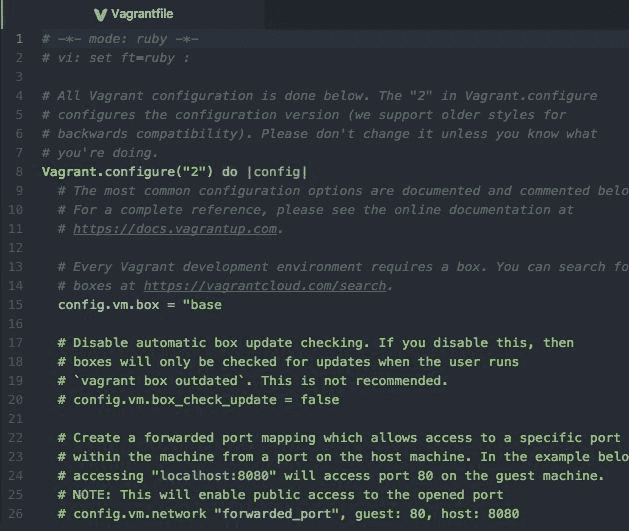 Vagrantfile
1 # -*- mode: ruby -*-
2 # vi: set ft=ruby :
3
4 # All Vagrant configuration is done below. The "2" in Vagrant.configure
5 # configures the configuration version (we support older styles for
6 # backwards compatibility). Please don't change it unless you know what
7 # you're doing.
8 Vagrant.configure("2") do |config|
9 # The most common configuration options are documented and commented belo
10 # For a complete reference, please see the online documentation at
11 # https://docs.vagrantup.com.
12
13 # Every Vagrant development environment requires a box. You can search fo
14 # boxes at https://vagrantcloud.com/search.
15 config.vm.box = "base
16
17 # Disable automatic box update checking. If you disable this, then
18 # boxes will only be checked for updates when the user runs
19 # `vagrant box outdated`. This is not recommended.
20 # config.vm.box_check_update = false
21
22 # Create a forwarded port mapping which allows access to a specific port
23 # within the machine from a port on the host machine. In the example belo
24 # accessing "localhost:8080" will access port 80 on the guest machine.
25 # NOTE: This will enable public access to the opened port
26 # config.vm.network "forwarded_port", guest: 80, host: 8080